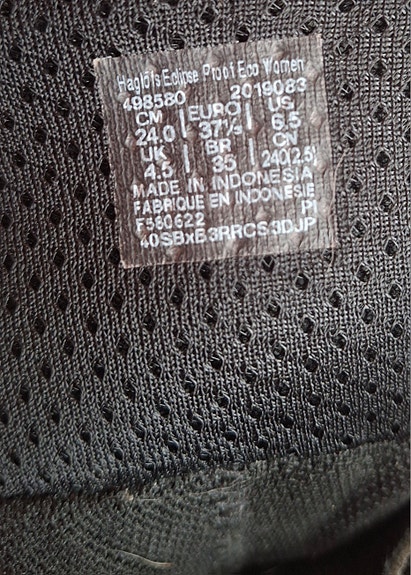 Haglöfs Eclipse Proof Eco Women
498580 2019083
CM | EURO | US
24.0 | 37⅓ | 6.5
UK | BR | CN
4.5 | 35 | 240(2.5)
MADE IN INDONESIA
FABRIQUE EN INDONESIE
F580622 PI
40SBxB3RRCS3DJP